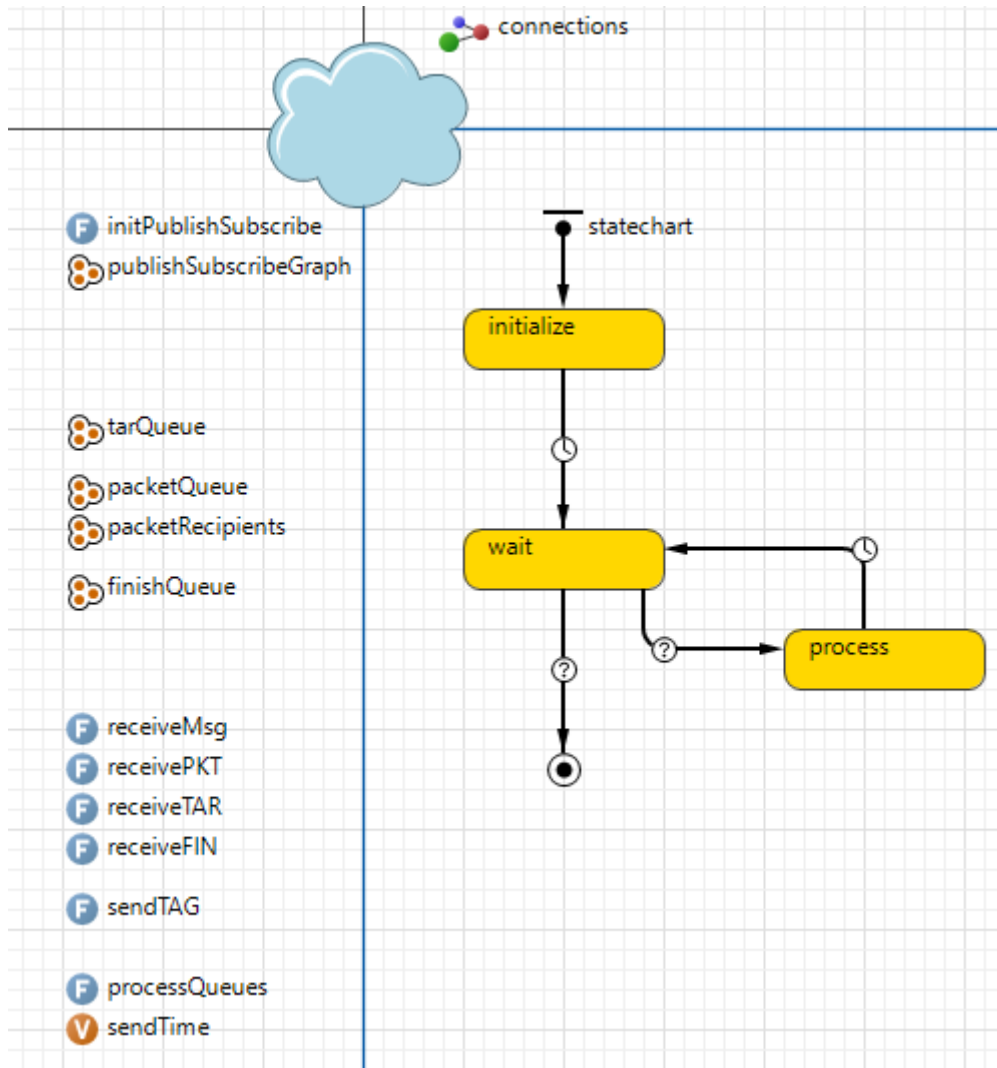 connections
initPublishSubscribe
statechart
publishSubscribeGraph
initialize
tarQueue
packetQueue
packetRecipients
wait
finishQueue
process
receiveMsg
receivePKT
receiveTAR
receiveFIN
sendTAG
processQueues
sendTime
F
F
F
F
F
F
F
V
?
?